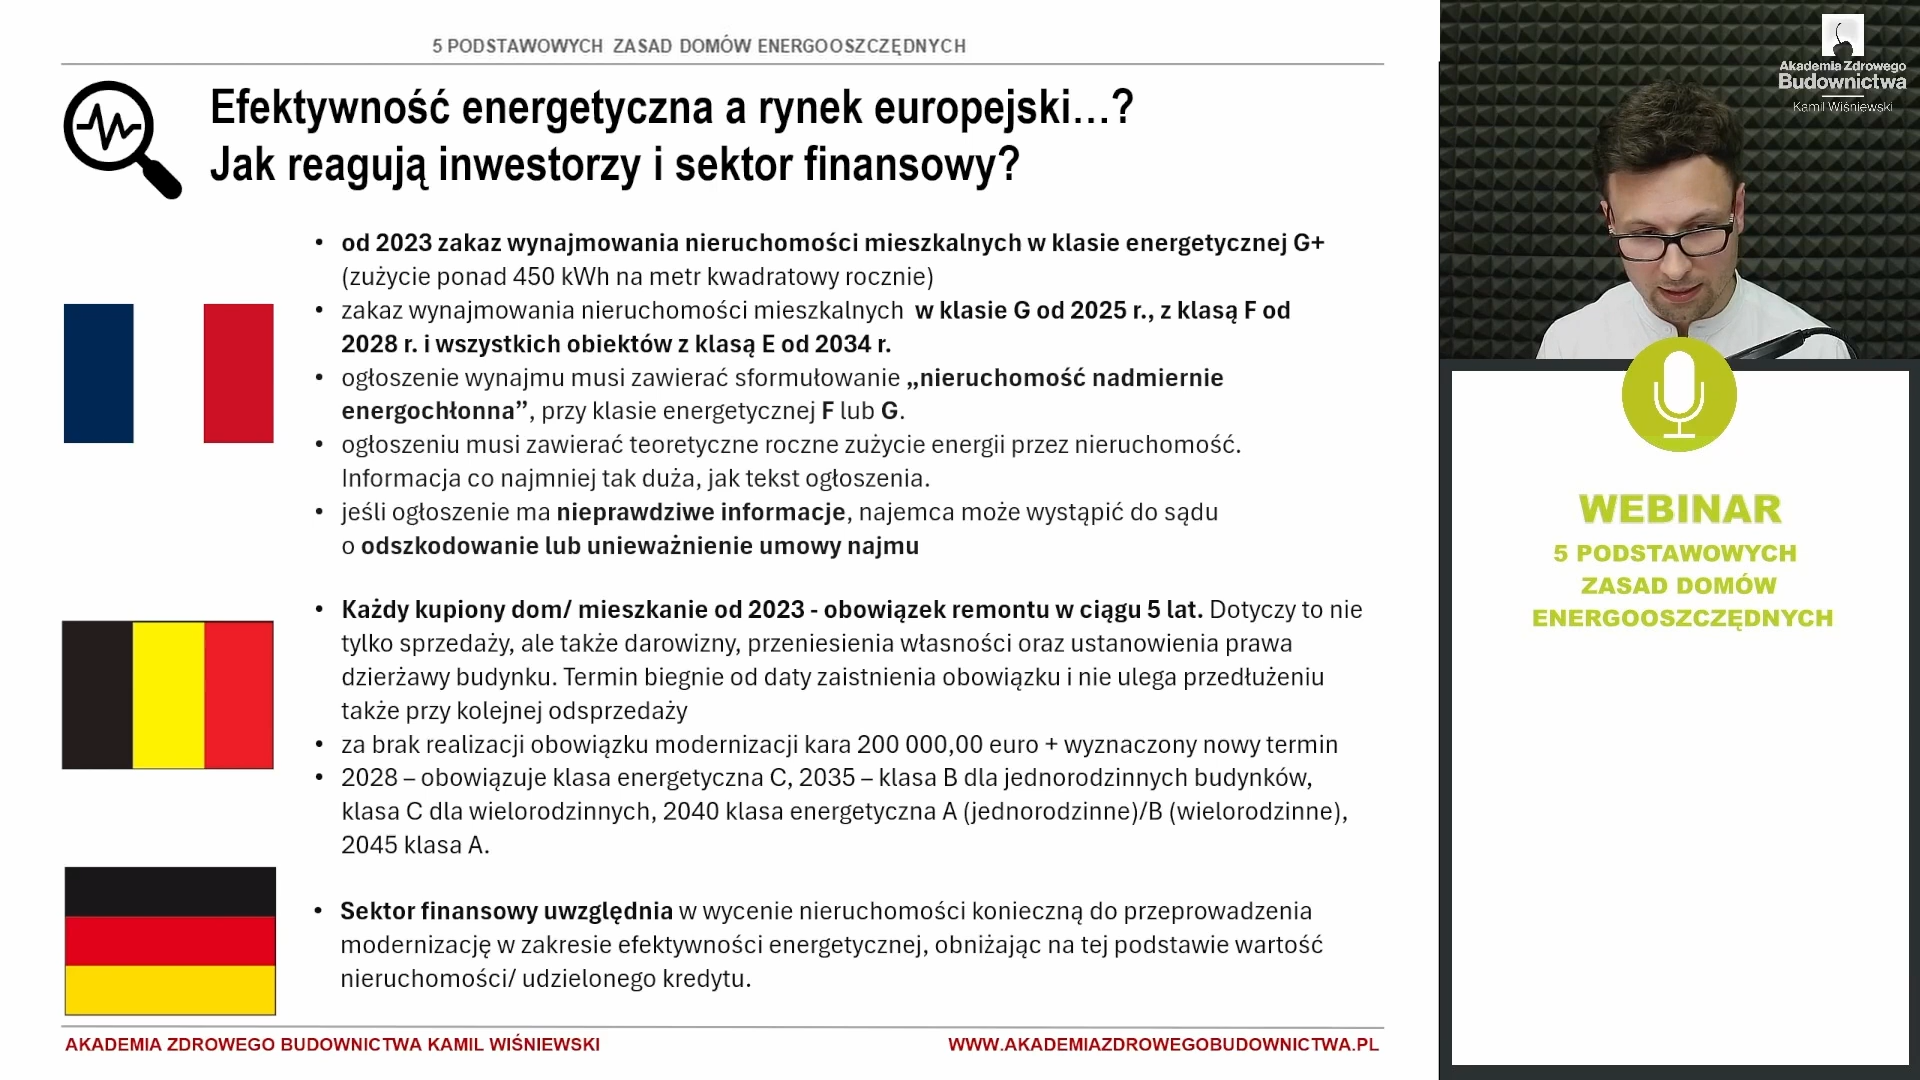 5 PODSTAWOWYCH ZASAD DOMÓW ENERGOOSZCZĘDNYCH
Efektywność energetyczna a rynek europejski...?
Jak reagują inwestorzy i sektor finansowy?
• od 2023 zakaz wynajmowania nieruchomości mieszkalnych w klasie energetycznej G+
(zużycie ponad 450 kWh na metr kwadratowy rocznie)
• zakaz wynajmowania nieruchomości mieszkalnych w klasie G od 2025 r., z klasą F od
2028 r. i wszystkich obiektów z klasą E od 2034 r.
• ogłoszenie wynajmu musi zawierać sformułowanie „nieruchomość nadmiernie
energochłonna”, przy klasie energetycznej F lub G.
• ogłoszeniu musi zawierać teoretyczne roczne zużycie energii przez nieruchomość.
Informacja co najmniej tak duża, jak tekst ogłoszenia.
• jeśli ogłoszenie ma nieprawdziwe informacje, najemca może wystąpić do sądu
o odszkodowanie lub unieważnienie umowy najmu
• Każdy kupiony dom/ mieszkanie od 2023 - obowiązek remontu w ciągu 5 lat. Dotyczy to nie
tylko sprzedaży, ale także darowizny, przeniesienia własności oraz ustanowienia prawa
dzierżawy budynku. Termin biegnie od daty zaistnienia obowiązku i nie ulega przedłużeniu
także przy kolejnej odsprzedaży
• za brak realizacji obowiązku modernizacji kara 200 000,00 euro + wyznaczony nowy termin
• 2028 – obowiązuje klasa energetyczna C, 2035 – klasa B dla jednorodzinnych budynków,
klasa C dla wielorodzinnych, 2040 klasa energetyczna A (jednorodzinne)/B (wielorodzinne),
2045 klasa A.
• Sektor finansowy uwzględnia w wycenie nieruchomości konieczną do przeprowadzenia
modernizację w zakresie efektywności energetycznej, obniżając na tej podstawie wartość
nieruchomości/ udzielonego kredytu.
AKADEMIA ZDROWEGO BUDOWNICTWA KAMIL WIŚNIEWSKI
WWW.AKADEMIAZDROWEGOBUDOWNICTWA.PL
Akademia Zdrowego
Budownictwa
Kamil Wiśniewski
WEBINAR
5 PODSTAWOWYCH
ZASAD DOMÓW
ENERGOOSZCZĘDNYCH